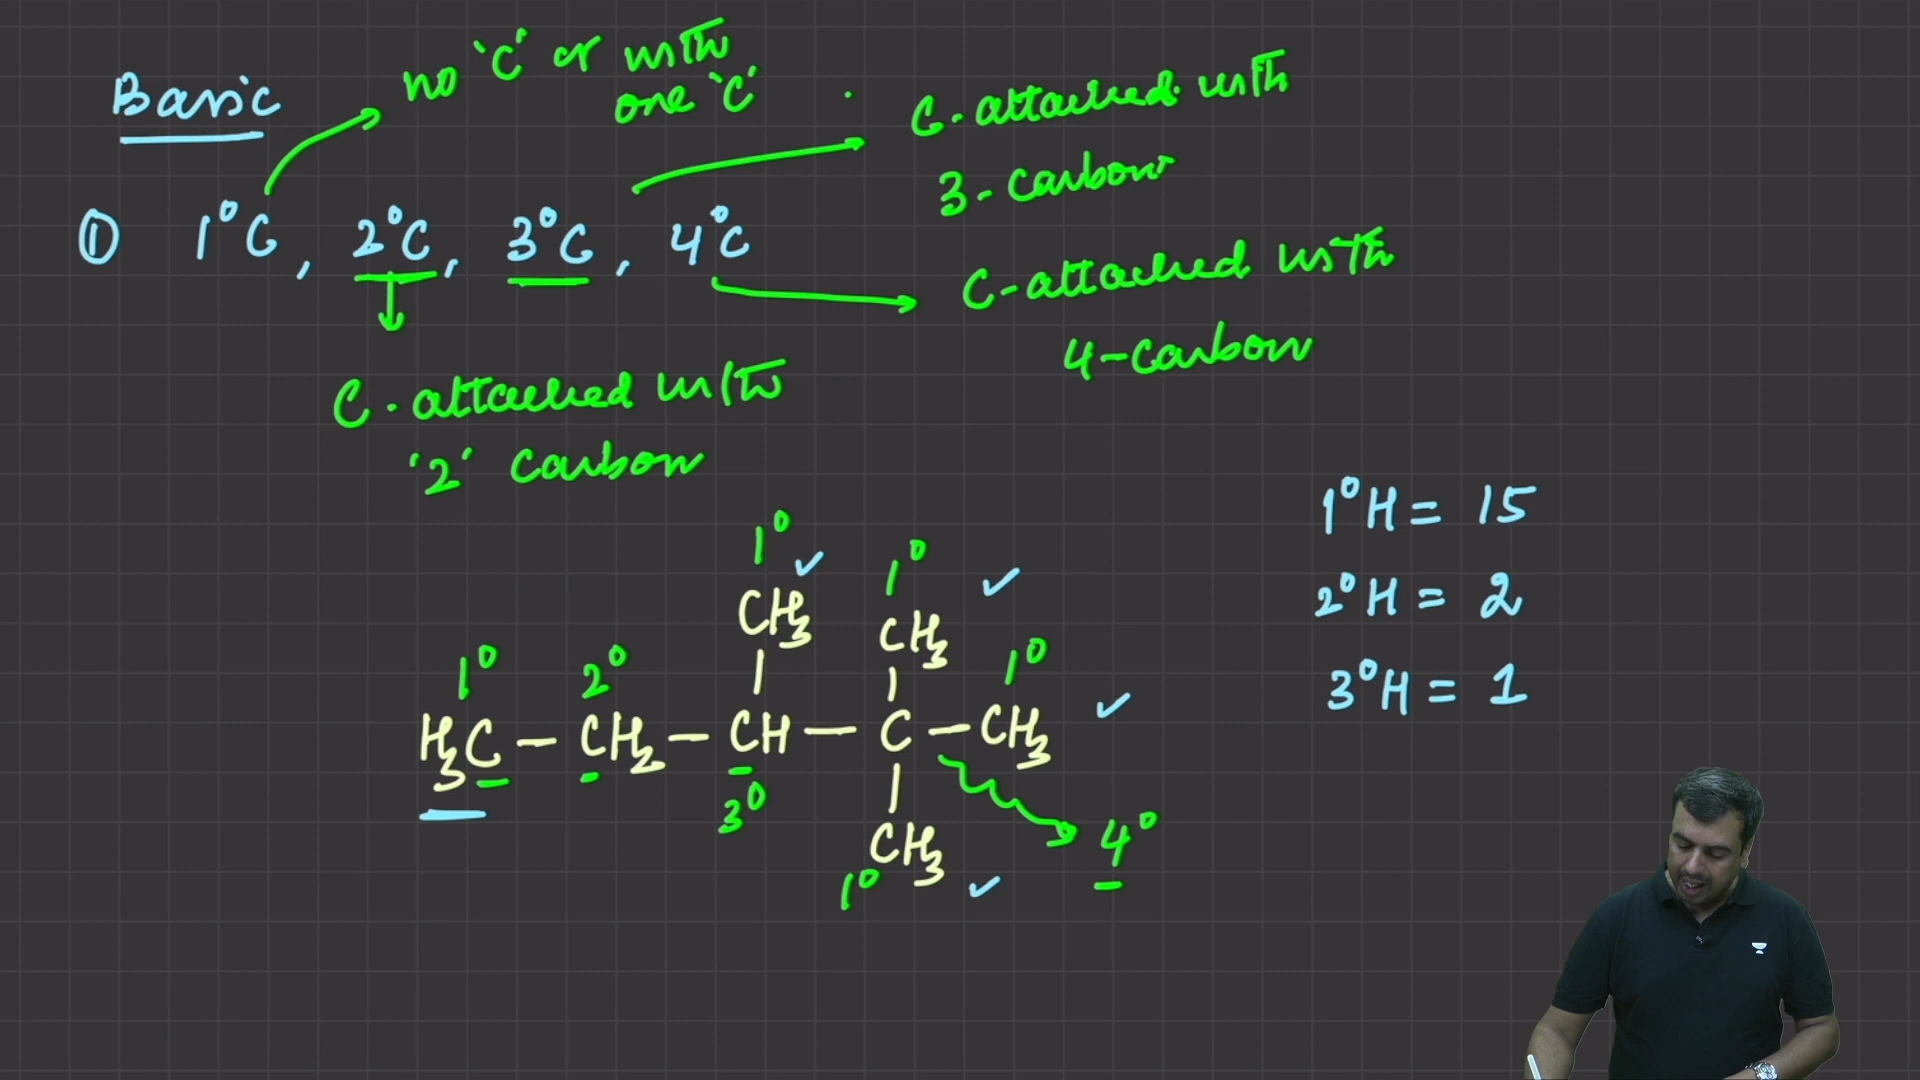 Basic
no 'C' or with
one 'C'
C-attached with
3-carbon
① 1°C, 2°C, 3°C, 4°C
C-attached with
4-carbon
C-attached with
'2' carbon
1°H = 15
2°H = 2
3°H = 1
1° 1°
CH3 CH3
1° 2° 1°
H3C - CH2 - CH - C - CH3
3° 4°
CH3
1°